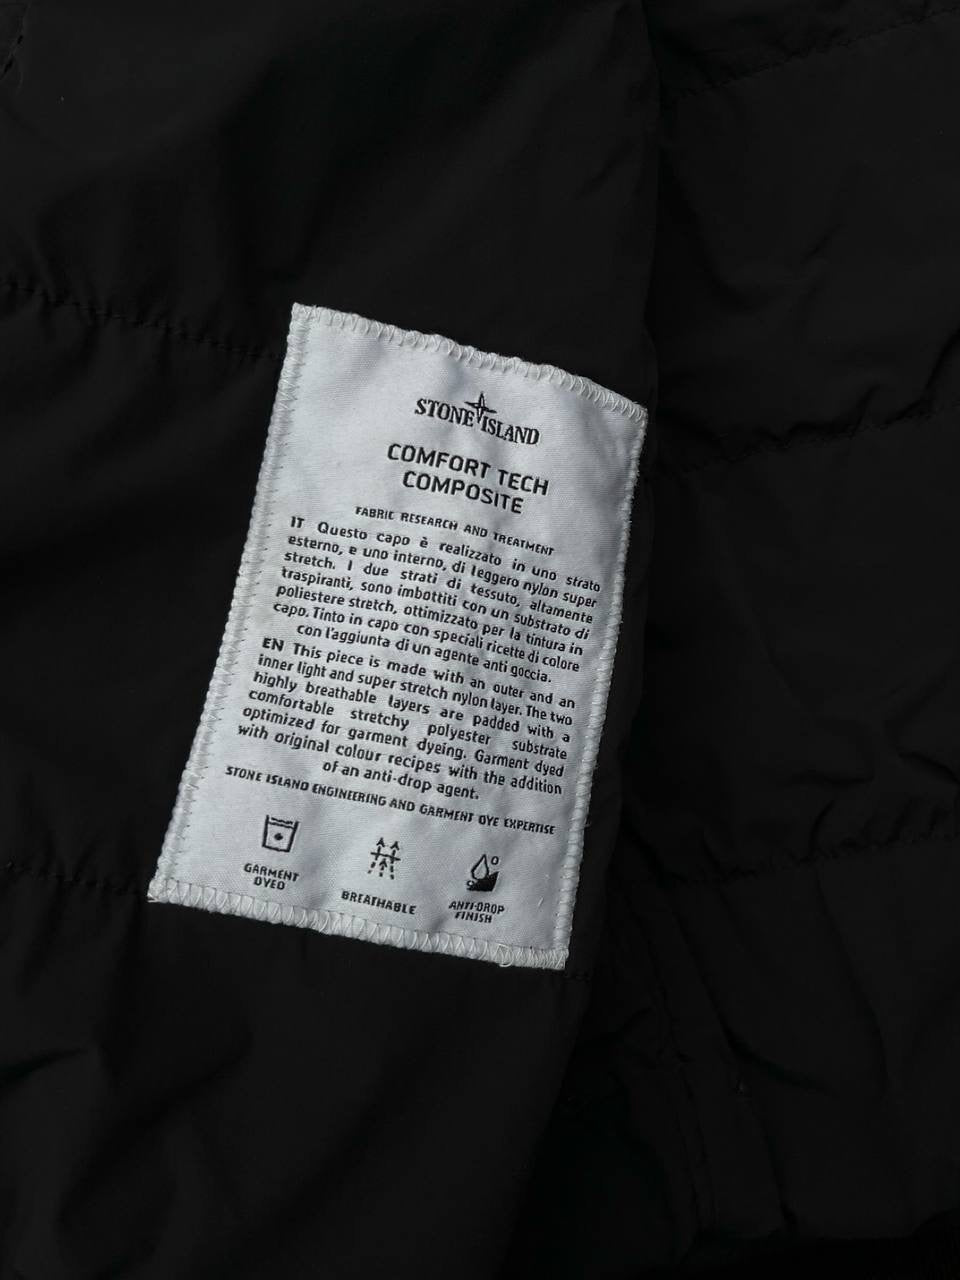 STONE ISLAND
COMFORT TECH
COMPOSITE
FABRIC RESEARCH AND TREATMENT
IT Questo capo è realizzato in uno strato
esterno, e uno interno, di leggero nylon super
stretch. I due strati di tessuto, altamente
traspiranti, sono imbottiti con un substrato di
poliestere stretch, ottimizzato per la tintura in
capo. Tinto in capo con speciali ricette di colore
con l'aggiunta di un agente anti goccia.
EN This piece is made with an outer and an
inner light and super stretch nylon layer. The two
highly breathable layers are padded with a
comfortable stretchy polyester substrate
optimized for garment dyeing. Garment dyed
with original colour recipes with the addition
of an anti-drop agent.
STONE ISLAND ENGINEERING AND GARMENT DYE EXPERTISE
GARMENT
DYED
BREATHABLE
ANTI-DROP
FINISH